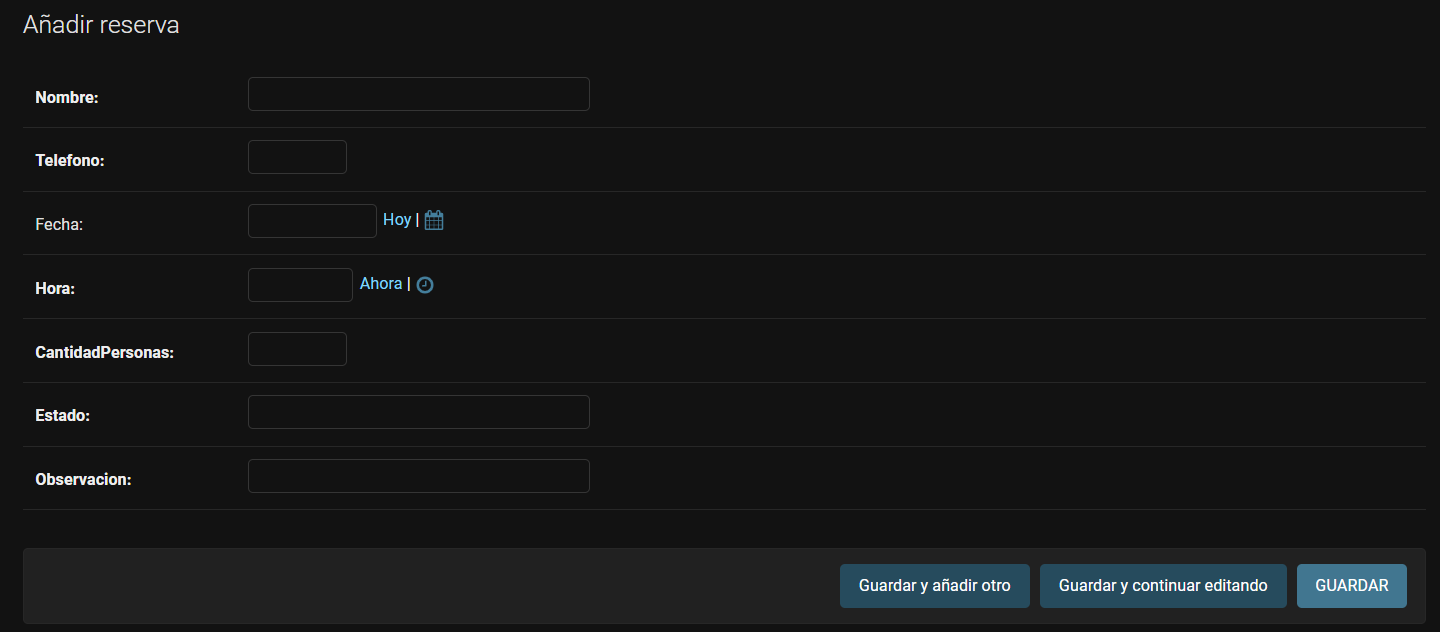 Añadir reserva
Nombre:
Telefono:
Fecha: Hoy |
Hora: Ahora |
CantidadPersonas:
Estado:
Observacion:
Guardar y añadir otro Guardar y continuar editando GUARDAR